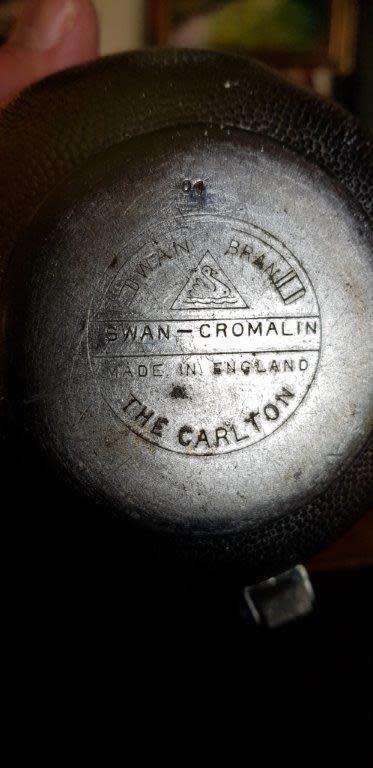 SWAN BRAND
SWAN-CROMALIN
MADE IN ENGLAND
THE CARLTON